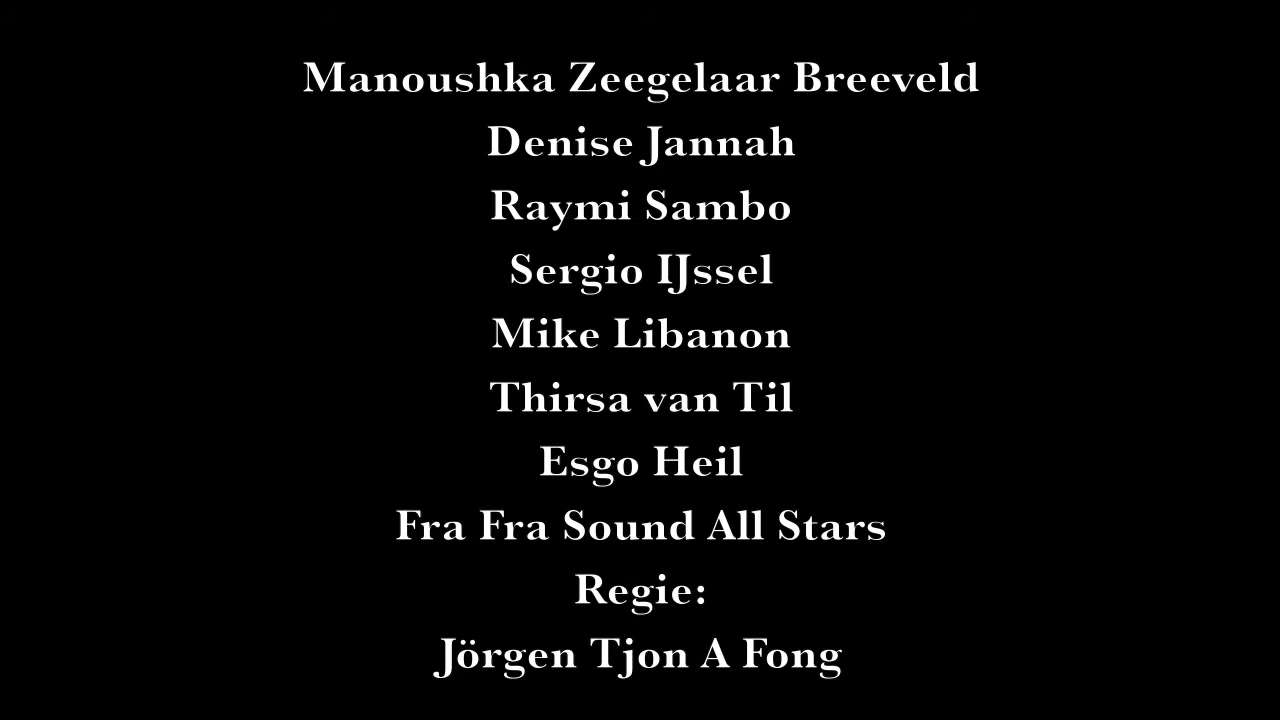 Manoushka Zeegelaar Breeveld
Denise Jannah
Raymi Sambo
Sergio IJssel
Mike Libanon
Thirsa van Til
Esgo Heil
Fra Fra Sound All Stars
Regie:
Jörgen Tjon A Fong